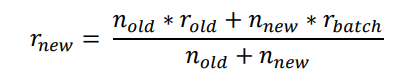 r_new = (n_old * r_old + n_new * r_batch) / (n_old + n_new)